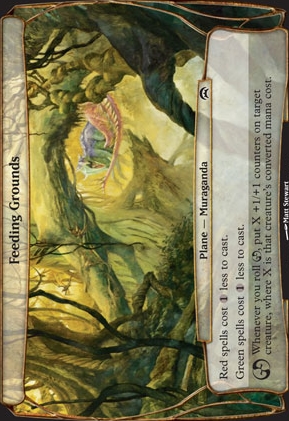 Feeding Grounds
Plane — Muraganda
Red spells cost 1 less to cast.
Green spells cost 1 less to cast.
Whenever you roll , put X +1/+1 counters on target
creature, where X is that creature's converted mana cost.
Matt Stewart